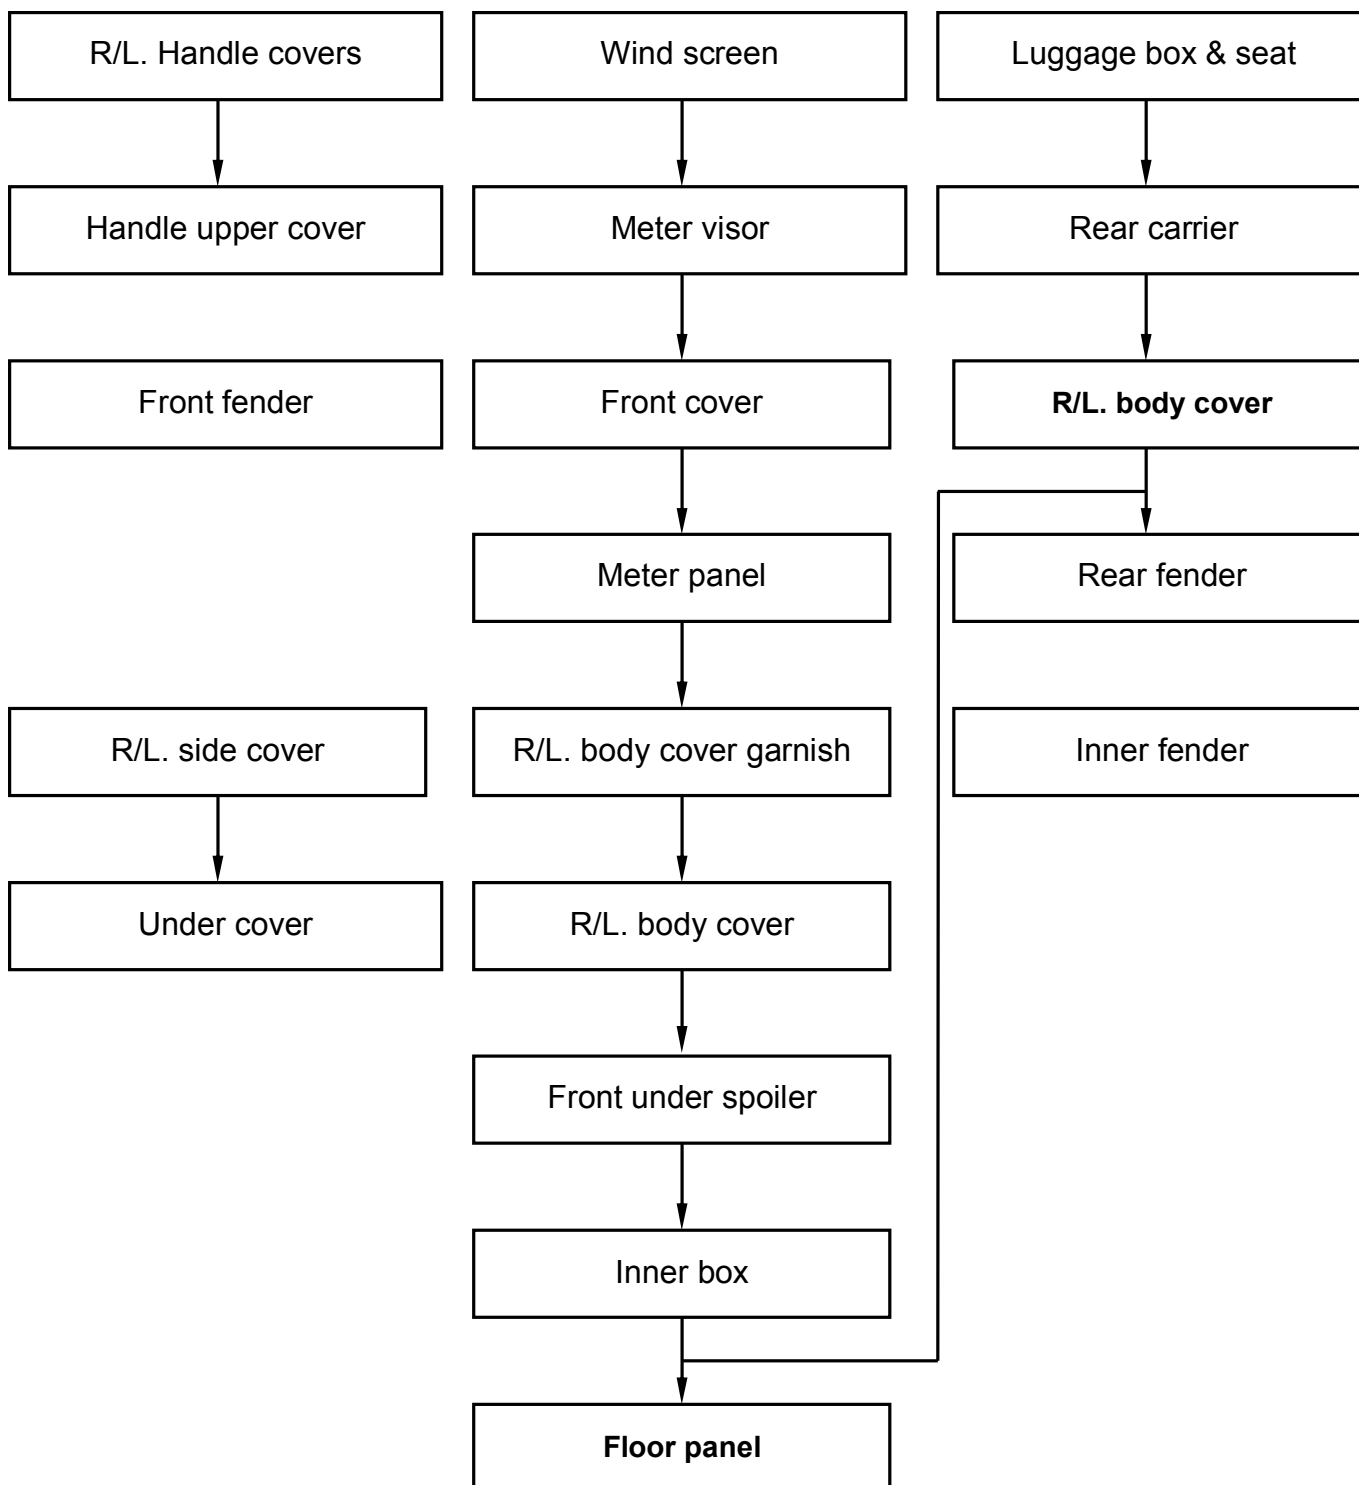 R/L. Handle covers
Wind screen
Luggage box & seat
Handle upper cover
Meter visor
Rear carrier
Front fender
Front cover
R/L. body cover
Meter panel
Rear fender
R/L. side cover
R/L. body cover garnish
Inner fender
Under cover
R/L. body cover
Front under spoiler
Inner box
Floor panel